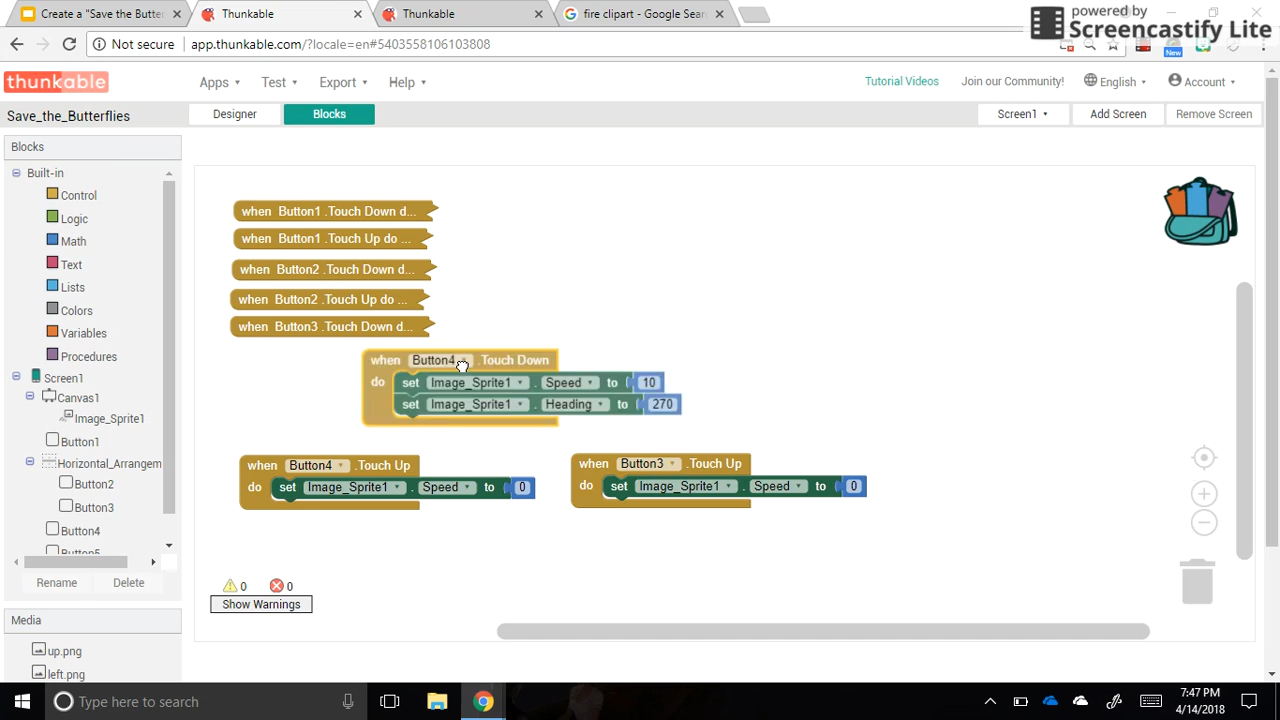 Create a "Save the Butter
Thunkable
Thunkable
fire clipart - Google Sear
powered by
Screencastify Lite
Not secure
app.thunkable.com/?locale=en#5403558106103808
New
thunkable
Apps
Test
Export
Help
Tutorial Videos
Join our Community!
English
Account
Save_the_Butterflies
Designer
Blocks
Screen1
Add Screen
Remove Screen
Blocks
Built-in
Control
Logic
Math
Text
Lists
Colors
Variables
Procedures
Screen1
Canvas1
Image_Sprite1
Button1
Horizontal_Arrangem
Button2
Button3
Button4
Button5
Rename
Delete
Media
up.png
left.png
when Button1 .Touch Down d...
when Button1 .Touch Up do ...
when Button2 .Touch Down d...
when Button2 .Touch Up do ...
when Button3 .Touch Down d...
when Button4 .Touch Down
do set Image_Sprite1 . Speed to 10
set Image_Sprite1 . Heading to 270
when Button4 .Touch Up
do set Image_Sprite1 . Speed to 0
when Button3 .Touch Up
do set Image_Sprite1 . Speed to 0
0
0
Show Warnings
Type here to search
7:47 PM
4/14/2018